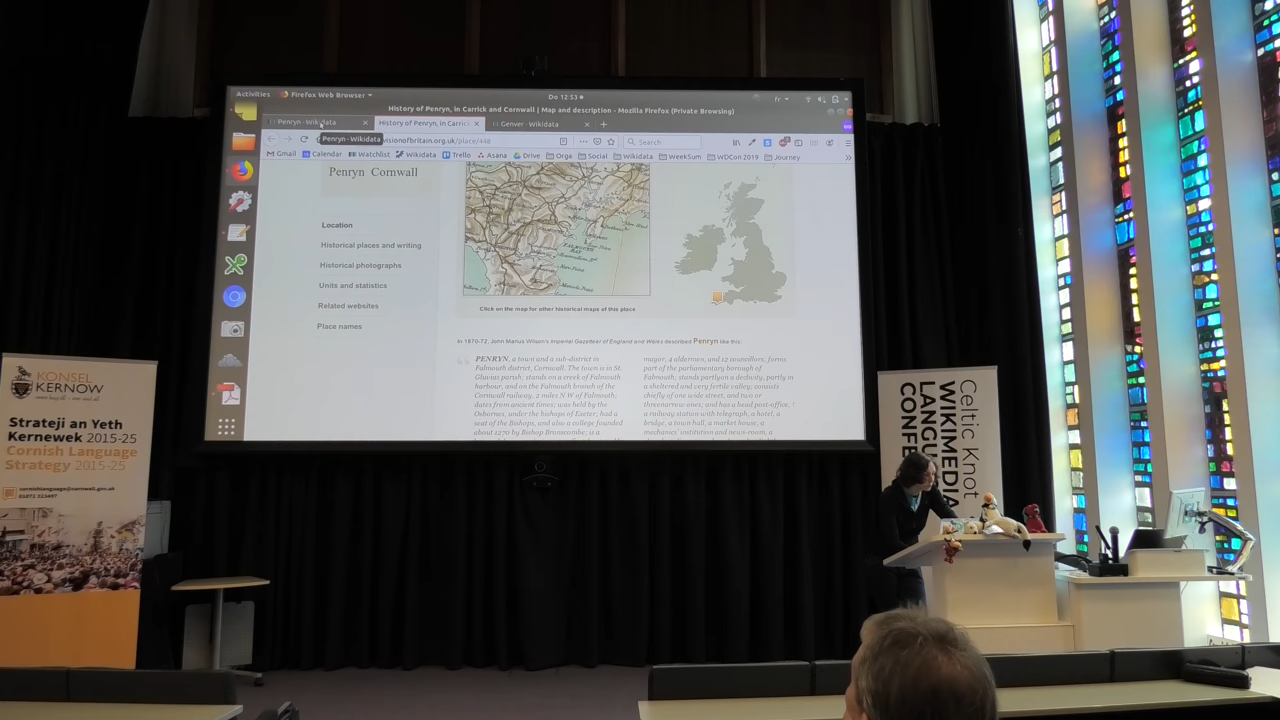 Activities
Firefox Web Browser
Do 12:53
fr
History of Penryn, in Carrick and Cornwall | Map and description - Mozilla Firefox (Private Browsing)
Penryn - Wikidata
History of Penryn, in Carric
Genver - Wikidata
Penryn - Wikidata
visionofbritain.org.uk/place/448
Search
Gmail
Calendar
Watchlist
Wikidata
Trello
Asana
Drive
Orga
Social
Wikidata
WeekSum
WDCon 2019
Journey
Penryn Cornwall
Location
Historical places and writing
Historical photographs
Units and statistics
Related websites
Place names
Click on the map for other historical maps of this place
In 1870-72, John Marius Wilson's Imperial Gazetteer of England and Wales described Penryn like this:
PENRYN, a town and a sub-district in
Falmouth district, Cornwall. The town is in St.
Gluvias parish; stands on a creek of Falmouth
harbour, and on the Falmouth branch of the
Cornwall railway, 2 miles N W of Falmouth;
dates from ancient times; was held by the
Osbornes, under the bishops of Exeter; had a
seat of the Bishops, and also a college founded
about 1270 by Bishop Bronscombe; is a
mayor, 4 aldermen, and 12 councillors, forms
part of the parliamentary borough of
Falmouth; stands partly on a declivity, partly in
a sheltered and very fertile valley; consists
chiefly of one wide street, and two or
three narrow ones; and has a head post-office,
a railway station with telegraph, a hotel, a
bridge, a town hall, a market house, a
mechanics' institution and news-room, a
KONSEL
KERNOW
Strateji an Yeth
Kernewek 2015-25
Cornish Language
Strategy 2015-25
cornishlanguage@cornwall.gov.uk
01872 323497
Celtic Knot
WIKIMEDIA
LANGU
CONFE